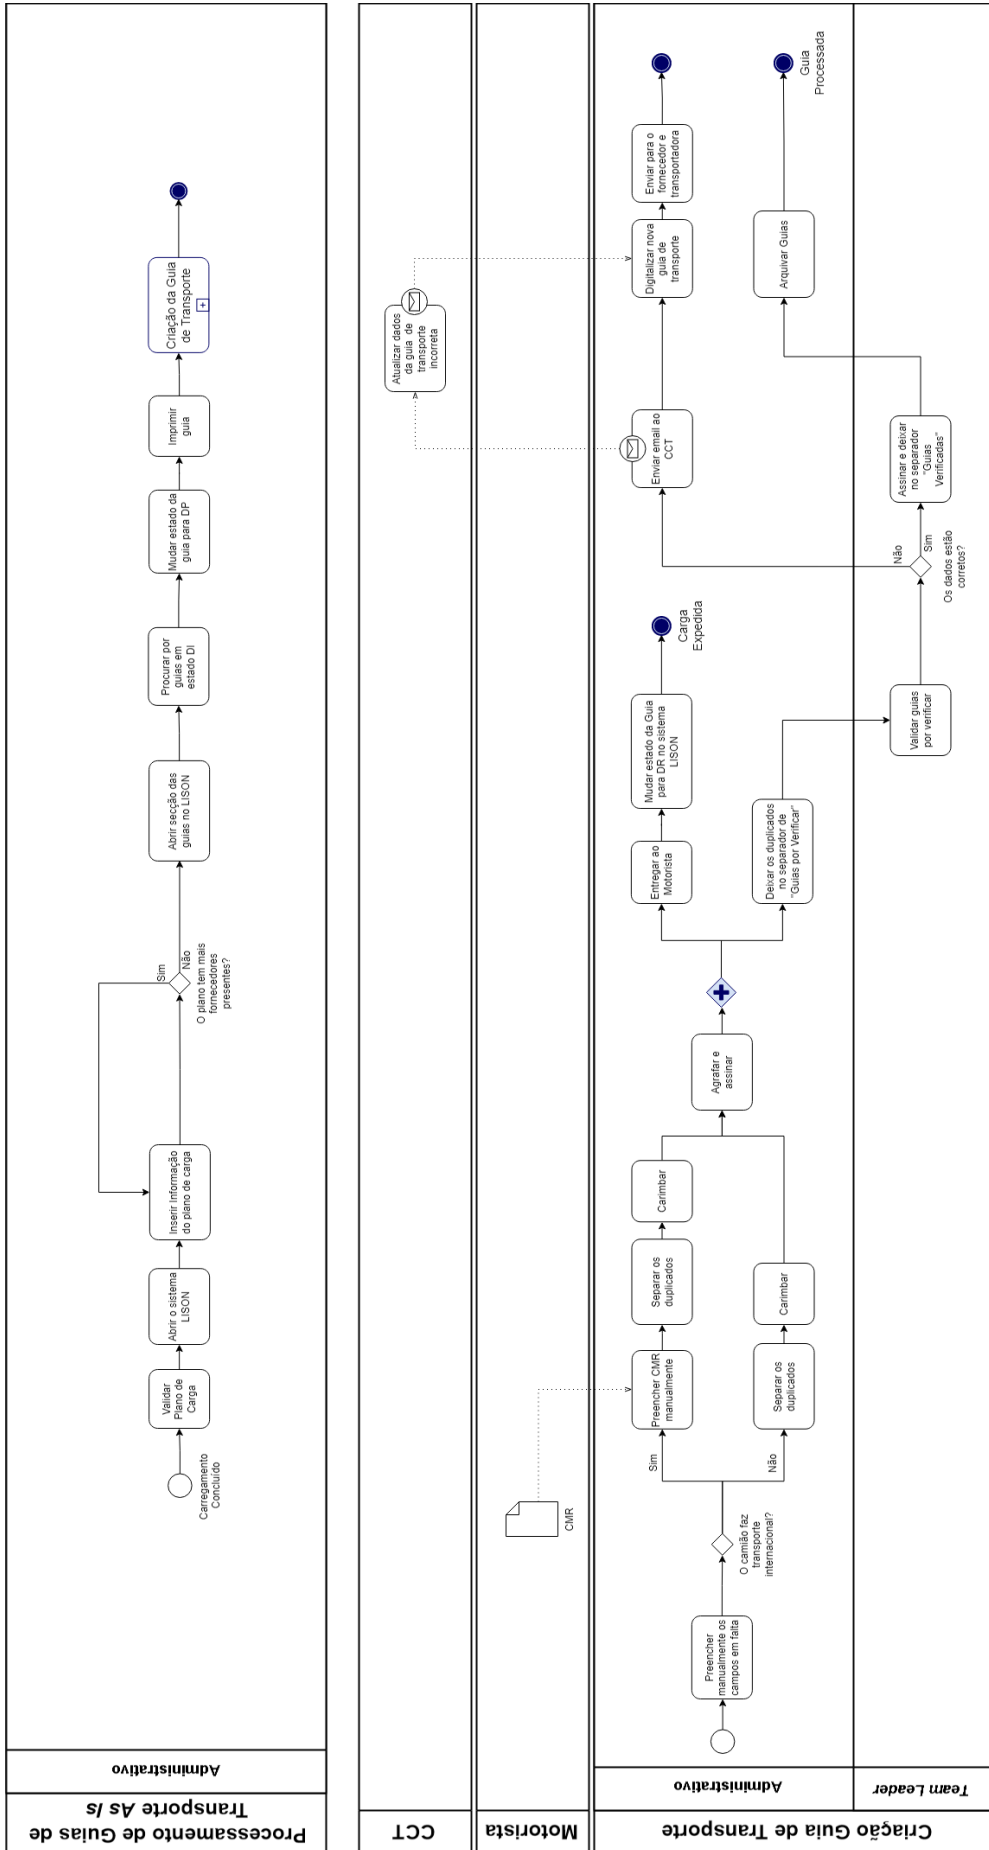 Processamento de Guias de
Transporte As Is
Administrativo
Carregamento
Concluído
Validar
Plano de
Carga
Abrir o sistema
LISON
Inserir Informação
do plano de carga
O plano tem mais
fornecedores
presentes?
Sim
Não
Abrir secção das
guias no LISON
Procurar por
guias em
estado DI
Mudar estado da
guia para DP
Imprimir
guia
Criação da Guia
de Transporte
CCT
Atualizar dados
da guia de
transporte
incorreta
Motorista
CMR
Criação Guia de Transporte
Administrativo
Preencher
manualmente os
campos em falta
O camião faz
transporte
internacional?
Sim
Não
Preencher CMR
manualmente
Separar os
duplicados
Carimbar
Separar os
duplicados
Carimbar
Agrafar e
assinar
Entregar ao
Motorista
Mudar estado da Guia
para DR no sistema
LISON
Carga
Expedida
Deixar os duplicados
no separador de
"Guias por Verificar"
Enviar email ao
CCT
Digitalizar nova
guia de
transporte
Enviar para o
fornecedor e
transportadora
Arquivar Guias
Guia
Processada
Team Leader
Validar guias
por verificar
Os dados estão
corretos?
Não
Sim
Assinar e deixar
no separador
"Guias
Verificadas"